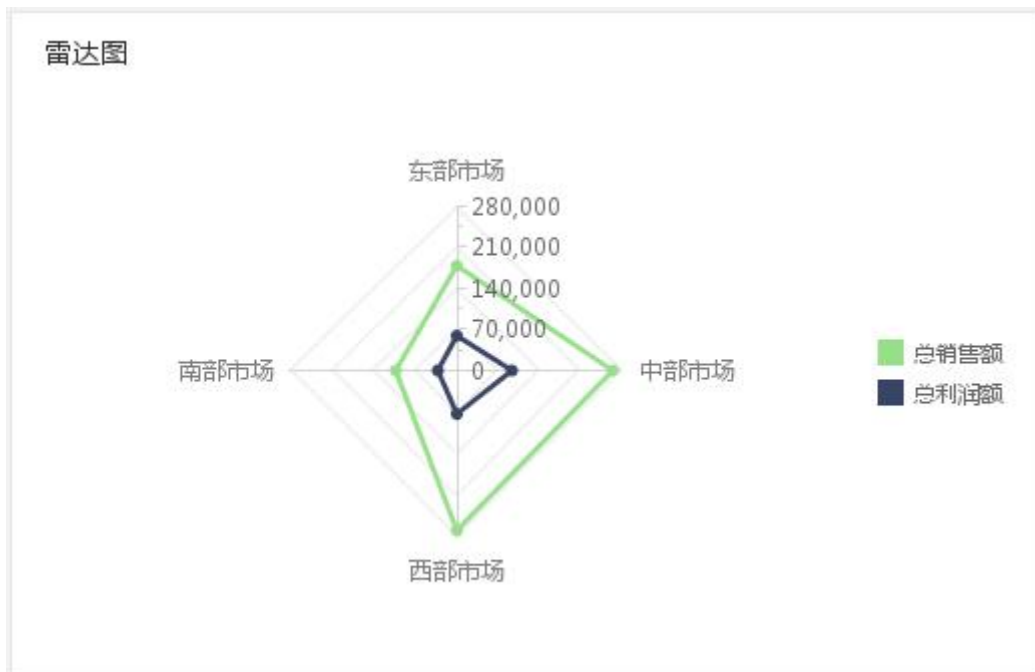 雷达图
东部市场
280,000
210,000
140,000
70,000
0
南部市场
中部市场
西部市场
总销售额
总利润额